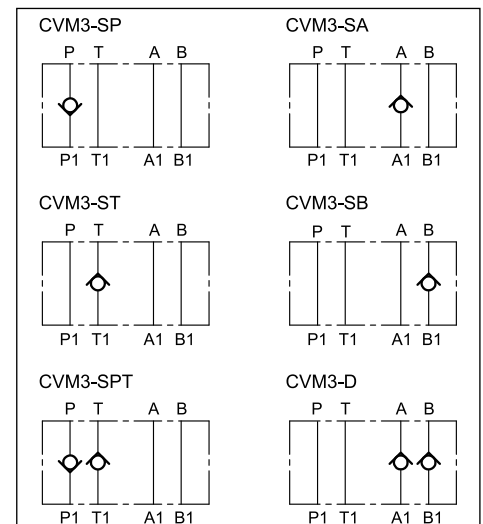 CVM3-SP
P T A B
P1 T1 A1 B1
CVM3-SA
P T A B
P1 T1 A1 B1
CVM3-ST
P T A B
P1 T1 A1 B1
CVM3-SB
P T A B
P1 T1 A1 B1
CVM3-SPT
P T A B
P1 T1 A1 B1
CVM3-D
P T A B
P1 T1 A1 B1